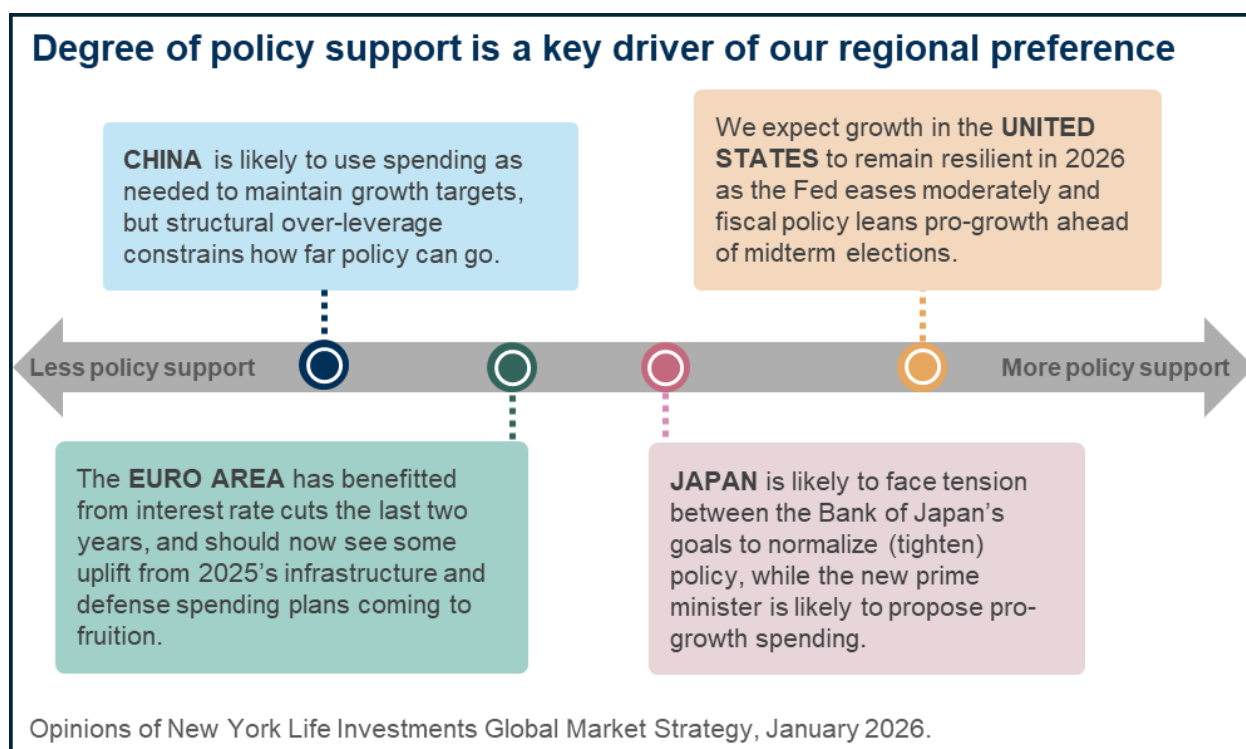 Degree of policy support is a key driver of our regional preference
CHINA is likely to use spending as
needed to maintain growth targets,
but structural over-leverage
constrains how far policy can go.
We expect growth in the UNITED
STATES to remain resilient in 2026
as the Fed eases moderately and
fiscal policy leans pro-growth ahead
of midterm elections.
Less policy support
More policy support
The EURO AREA has benefitted
from interest rate cuts the last two
years, and should now see some
uplift from 2025’s infrastructure and
defense spending plans coming to
fruition.
JAPAN is likely to face tension
between the Bank of Japan’s
goals to normalize (tighten)
policy, while the new prime
minister is likely to propose pro-
growth spending.
Opinions of New York Life Investments Global Market Strategy, January 2026.